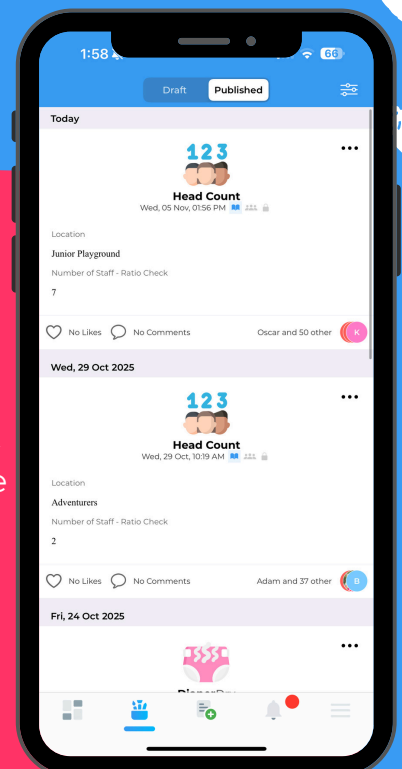 1:58
66
Draft
Published
Today
•••
123
Head Count
Wed, 05 Nov, 01:56 PM
Location
Junior Playground
Number of Staff - Ratio Check
7
No Likes
No Comments
Oscar and 50 other
K
Wed, 29 Oct 2025
•••
123
Head Count
Wed, 29 Oct, 10:19 AM
Location
Adventurers
Number of Staff - Ratio Check
2
No Likes
No Comments
Adam and 37 other
B
e
Fri, 24 Oct 2025
•••